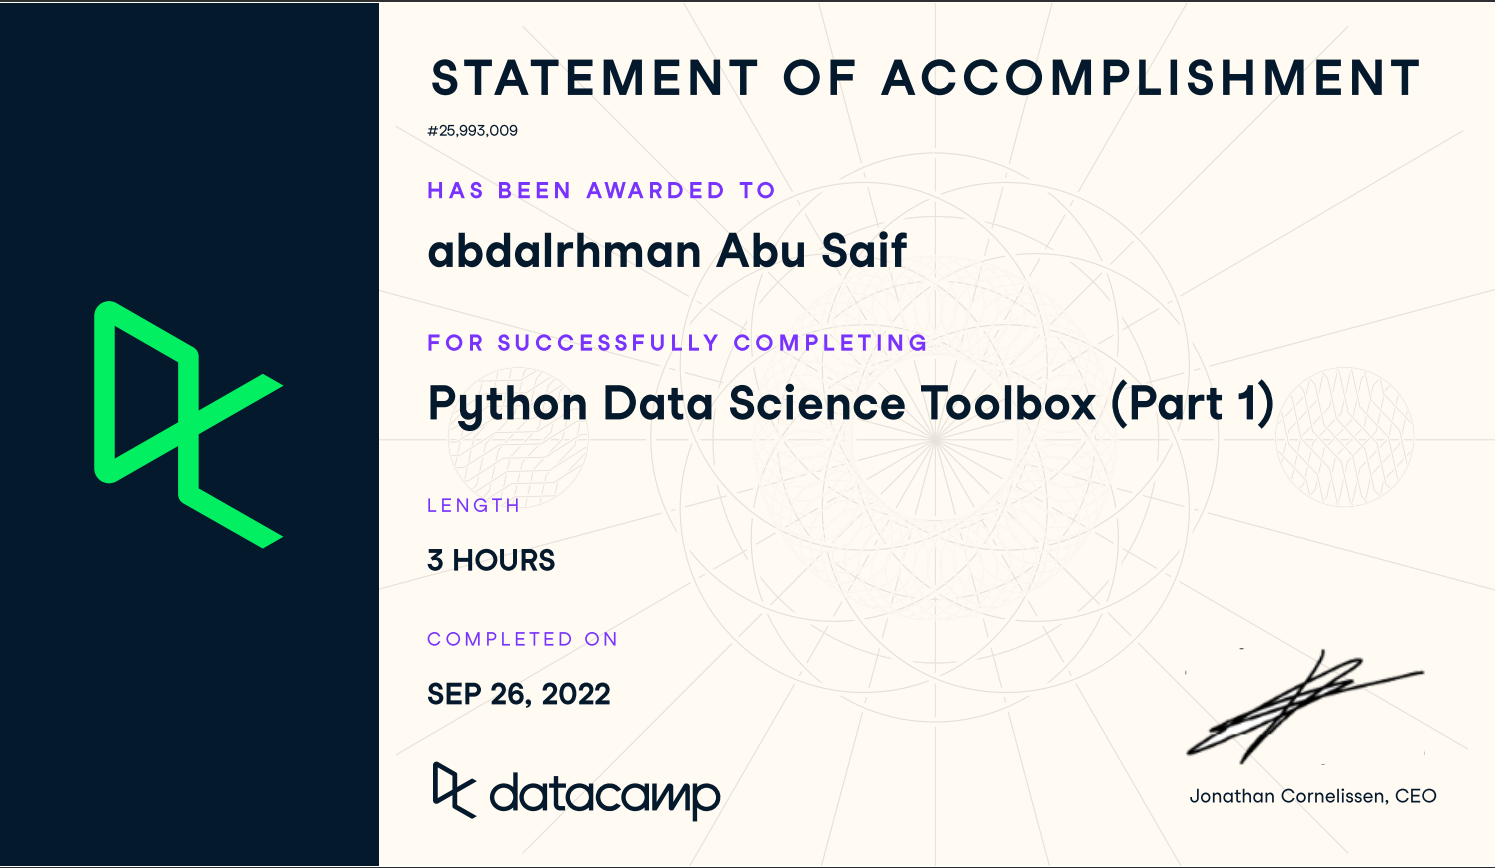 STATEMENT OF ACCOMPLISHMENT
#25,993,009
HAS BEEN AWARDED TO
abdalrhman Abu Saif
FOR SUCCESSFULLY COMPLETING
Python Data Science Toolbox (Part 1)
LENGTH
3 HOURS
COMPLETED ON
SEP 26, 2022
datacamp
Jonathan Cornelissen, CEO